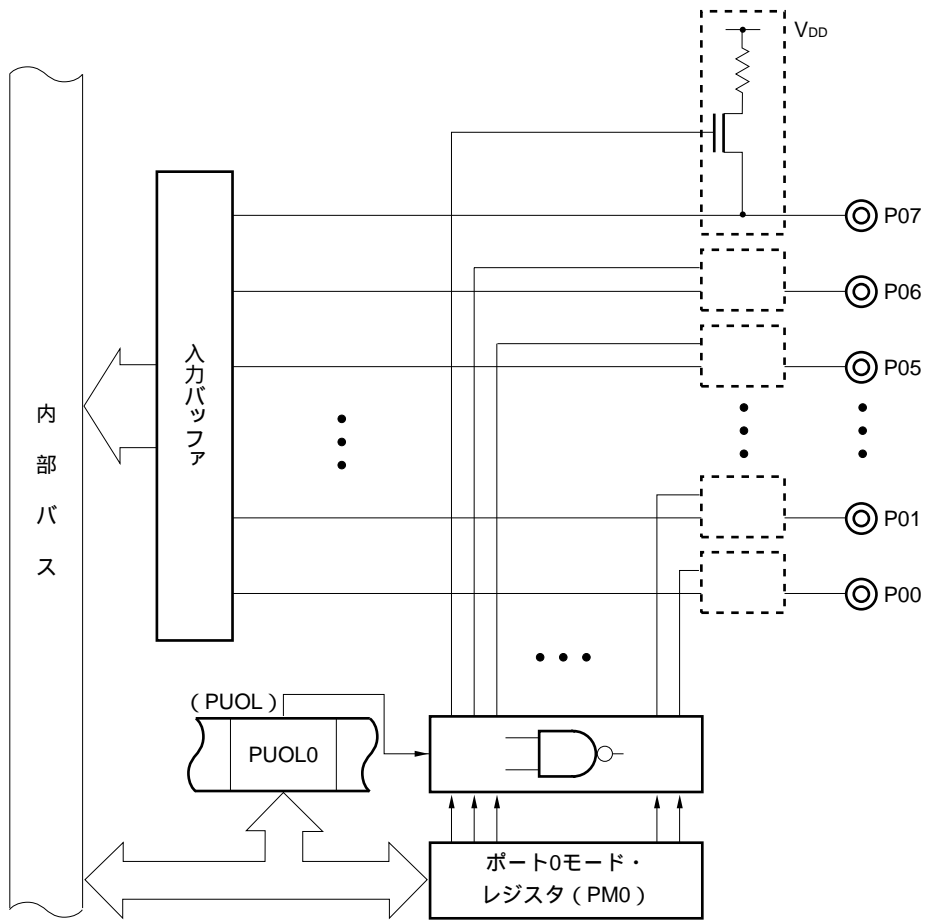 VDD
P07
P06
P05
P01
P00
入力バッファ
内部バス
（PUOL）
PUOL0
ポート0モード・
レジスタ（PM0）